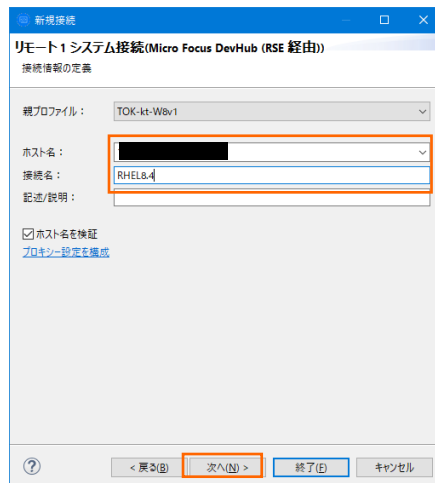 新規接続
リモート1 システム接続(Micro Focus DevHub (RSE 経由))
接続情報の定義
親プロファイル： TOK-kt-W8v1
ホスト名：
接続名： RHEL8.4
記述/説明：
ホスト名を検証
プロキシー設定を構成
? < 戻る(B) 次へ(N) > 終了(F) キャンセル